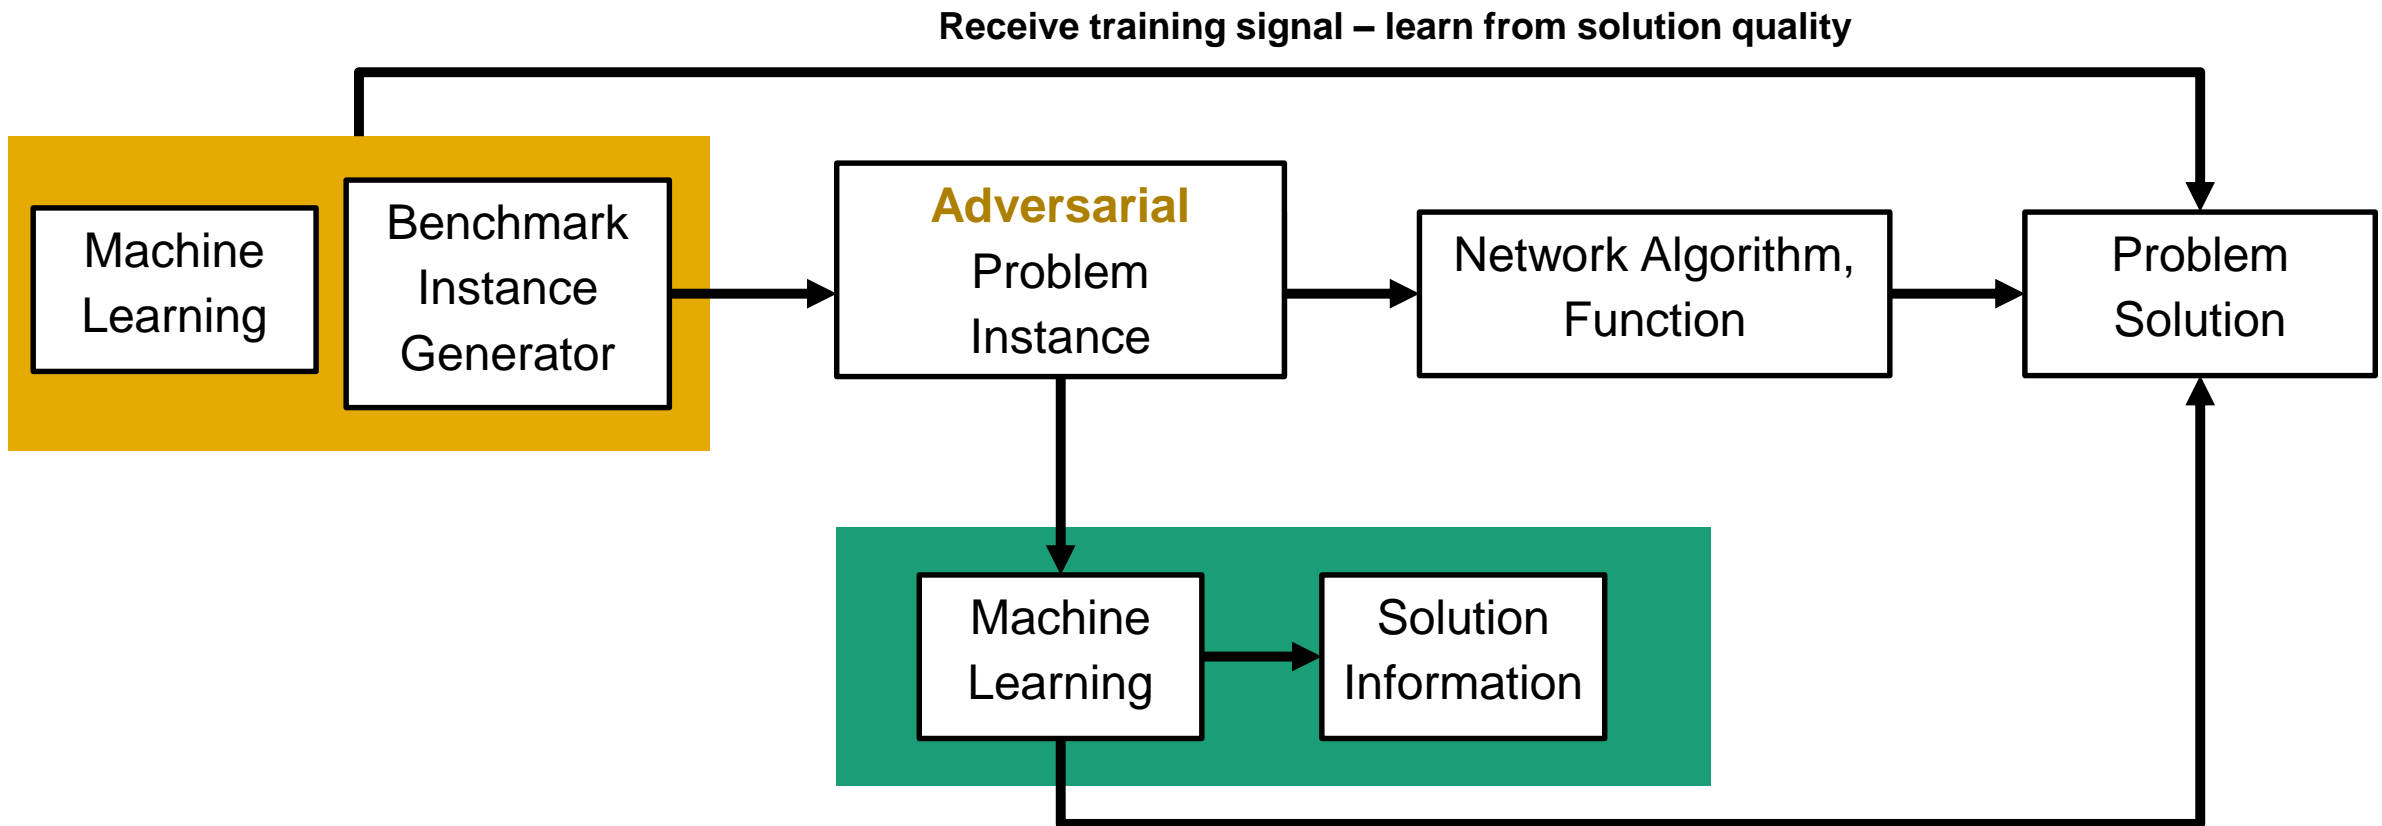 Receive training signal – learn from solution quality
Machine
Learning
Benchmark
Instance
Generator
Adversarial
Problem
Instance
Network Algorithm,
Function
Problem
Solution
Machine
Learning
Solution
Information